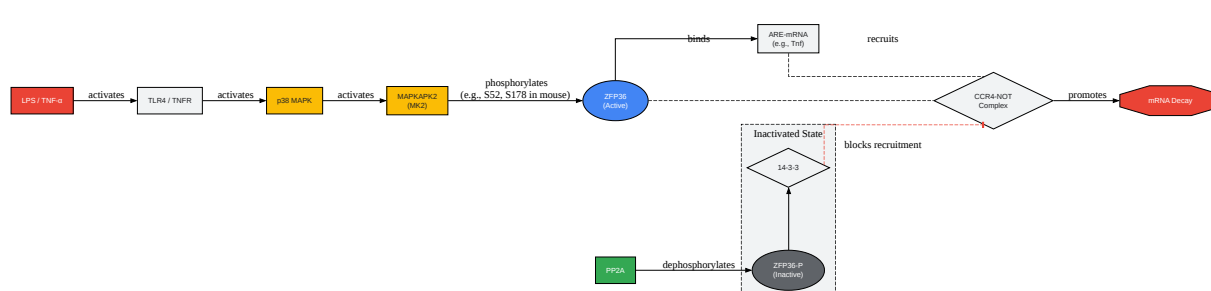 LPS / TNF-α
activates
TLR4 / TNFR
activates
p38 MAPK
activates
MAPKAPK2
(MK2)
phosphorylates
(e.g., S52, S178 in mouse)
ZFP36
(Active)
binds
ARE-mRNA
(e.g., Tnf)
recruits
CCR4-NOT
Complex
promotes
mRNA Decay
Inactivated State
blocks recruitment
14-3-3
PP2A
dephosphorylates
ZFP36-P
(Inactive)